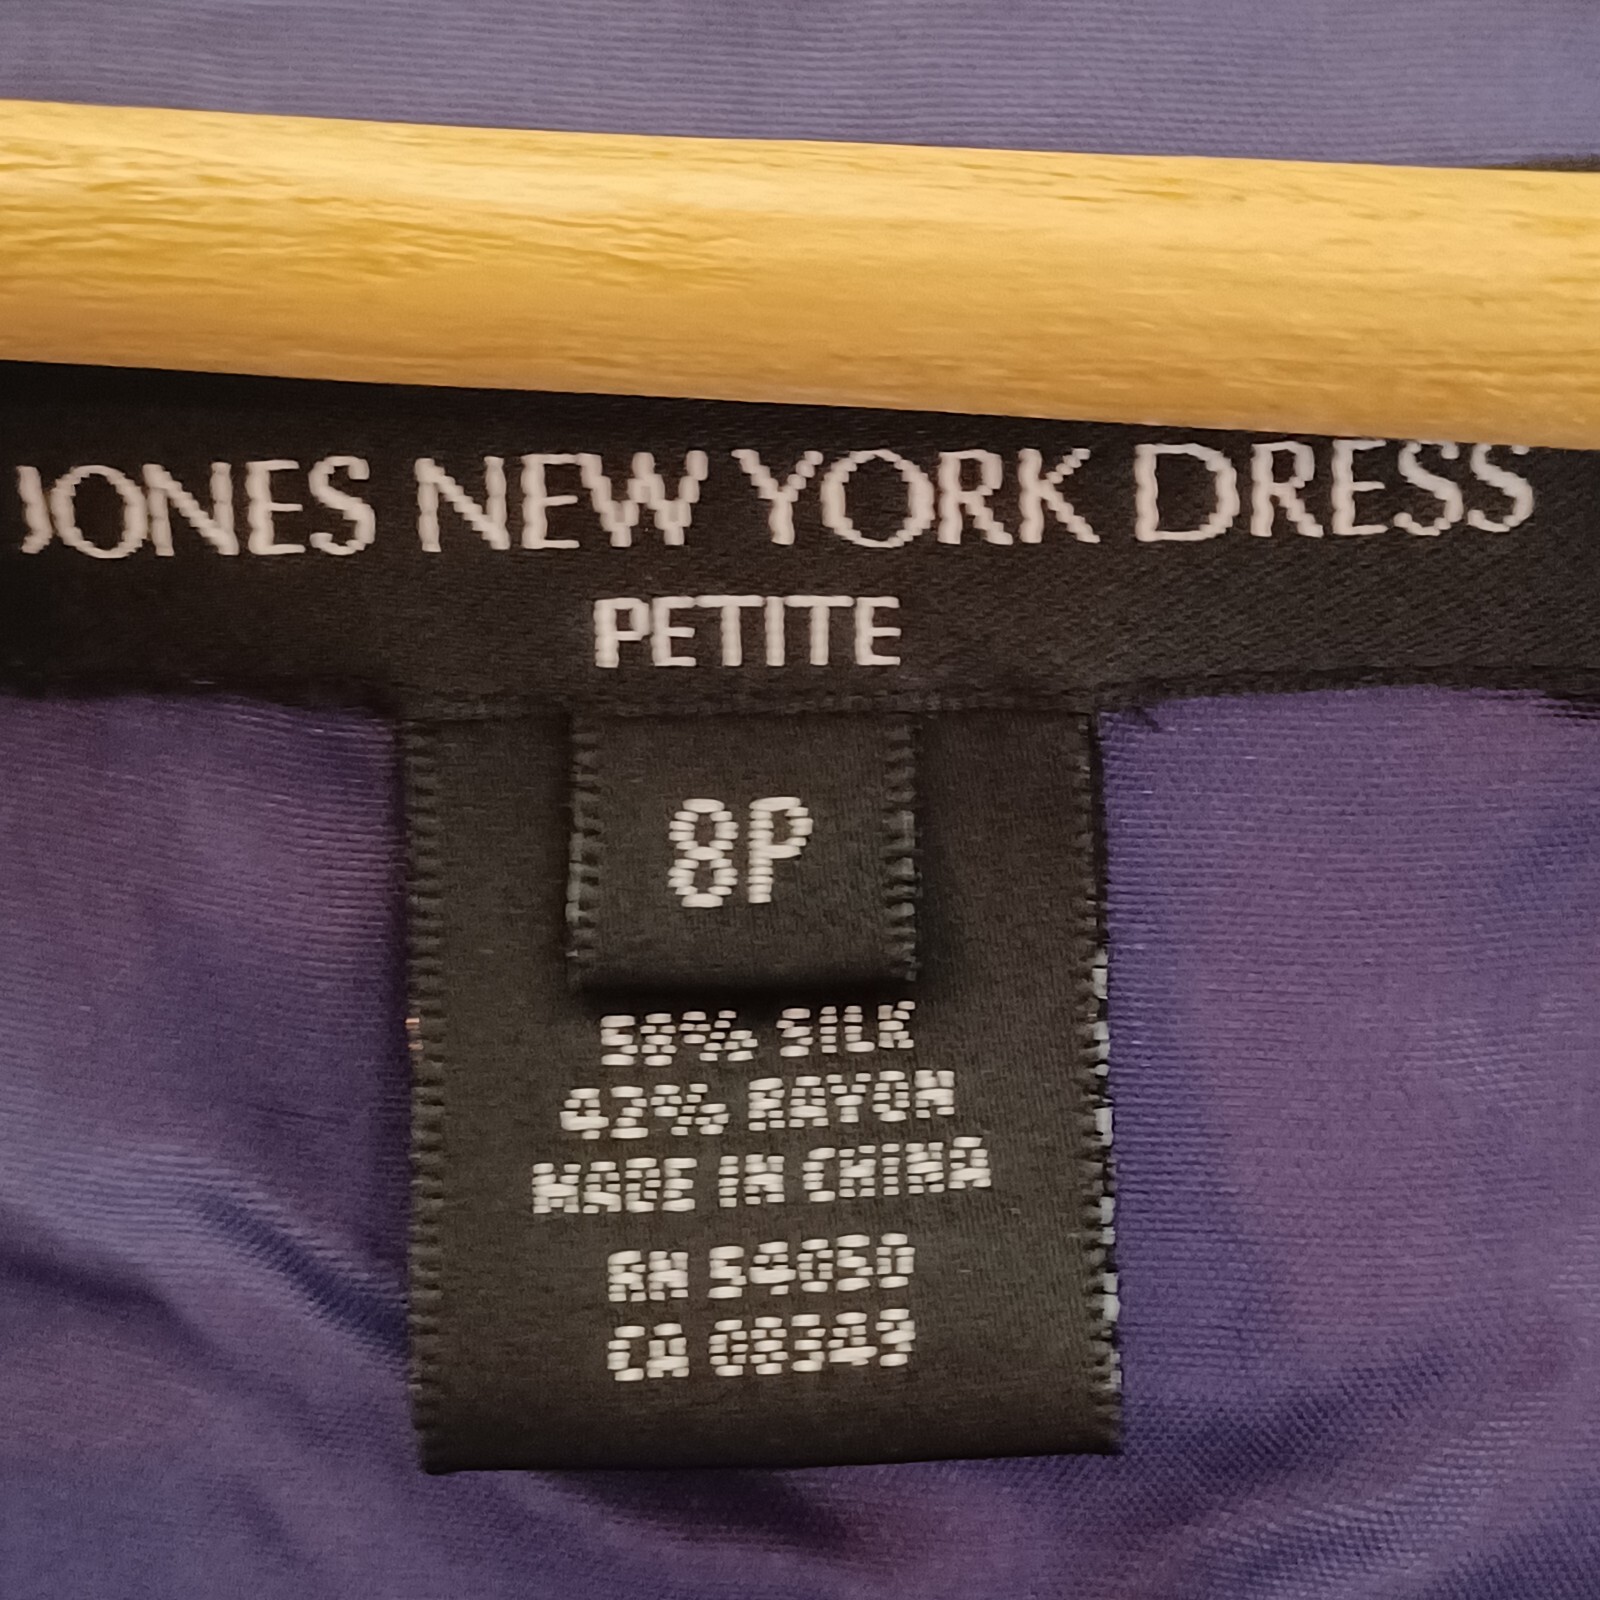 JONES NEW YORK DRESS
PETITE
8P
58% SILK
42% RAYON
MADE IN CHINA
RN 54050
CA 08349